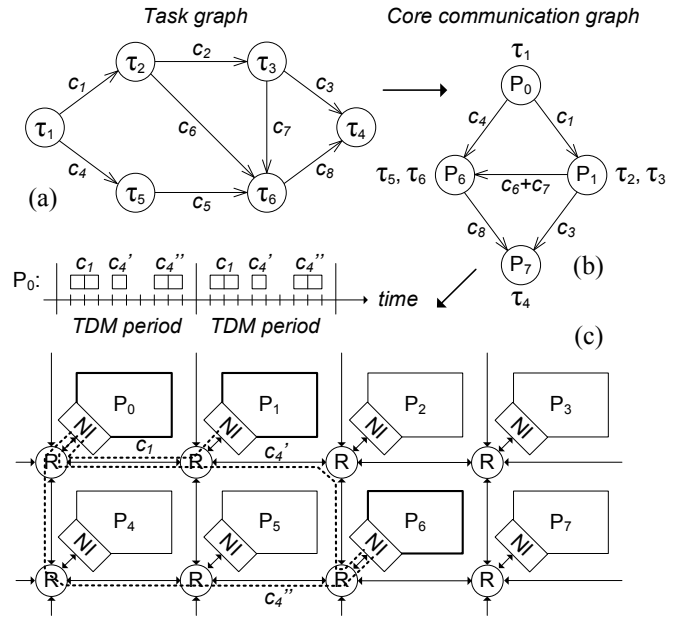 Task graph
Core communication graph
τ1
τ2
τ3
τ4
τ5
τ6
c1
c2
c3
c4
c5
c6
c7
c8
(a)
τ1
P0
c4
c1
τ5, τ6
P6
c6+c7
P1
τ2, τ3
c8
c3
P7
τ4
(b)
P0:
c1 c4' c4'' c1 c4' c4''
time
TDM period TDM period
(c)
P0 P1 P2 P3
NI NI NI NI
c1 c4'
R R R R
P4 P5 P6 P7
NI NI NI NI
R R R R
c4''